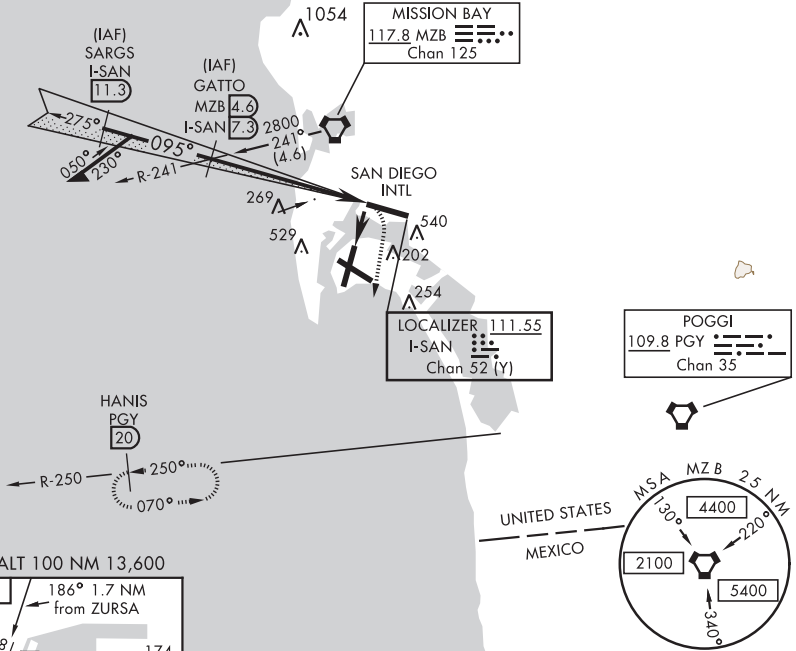 1054
MISSION BAY
117.8 MZB
Chan 125
(IAF)
SARGS
I-SAN
11.3
(IAF)
GATTO
MZB 4.6
I-SAN 7.3
2800
241°
(4.6)
275°
095°
050°
230°
R-241
SAN DIEGO
INTL
269
529
540
202
254
LOCALIZER 111.55
I-SAN
Chan 52 (Y)
POGGI
109.8 PGY
Chan 35
HANIS
PGY
20
R-250
250°
070°
MSA MZB 25 NM
130°
4400
220°
2100
5400
340°
UNITED STATES
MEXICO
ALT 100 NM 13,600
186° 1.7 NM
from ZURSA
174